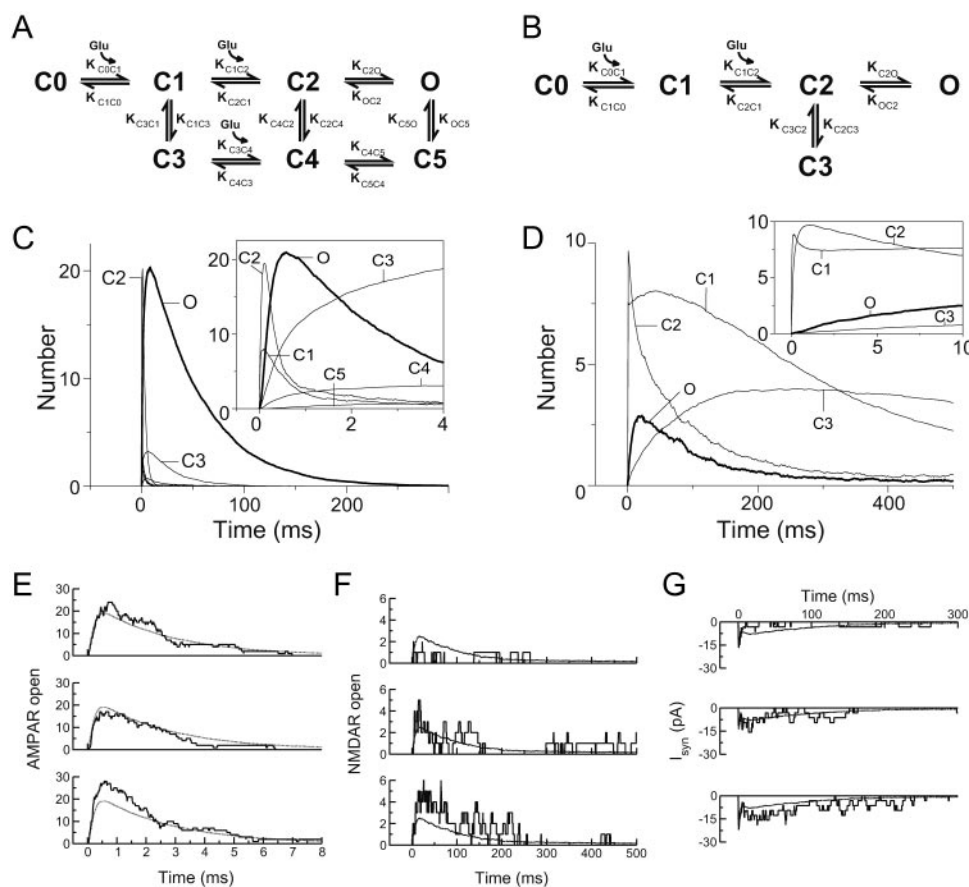 A
B
Glu Glu
C0 K C0C1 K C1C0 C1 K C1C2 K C2C1 C2 K C2O K OC2 O
K C3C1 K C1C3 K C4C2 K C2C4 K C5O K OC5
Glu
C3 K C3C4 K C4C3 C4 K C4C5 K C5C4 C5
Glu Glu
C0 K C0C1 K C1C0 C1 K C1C2 K C2C1 C2 K C2O K OC2 O
K C3C2 K C2C3
C3
C
Number
20
10
0
0 100 200
Time (ms)
C2
O
C3
20
10
0
0 2 4
C2
O
C3
C1
C5
C4
D
Number
10
5
0
0 200 400
Time (ms)
C1
C2
O
C3
10
5
0
0 5 10
C2
C1
O
C3
E
AMPAR open
30
20
10
0
30
20
10
0
30
20
10
0
0 1 2 3 4 5 6 7 8
Time (ms)
F
NMDAR open
6
4
2
0
6
4
2
0
6
4
2
0
0 100 200 300 400 500
Time (ms)
G
Time (ms)
0 100 200 300
I syn (pA)
0
-15
-30
0
-15
-30
0
-15
-30